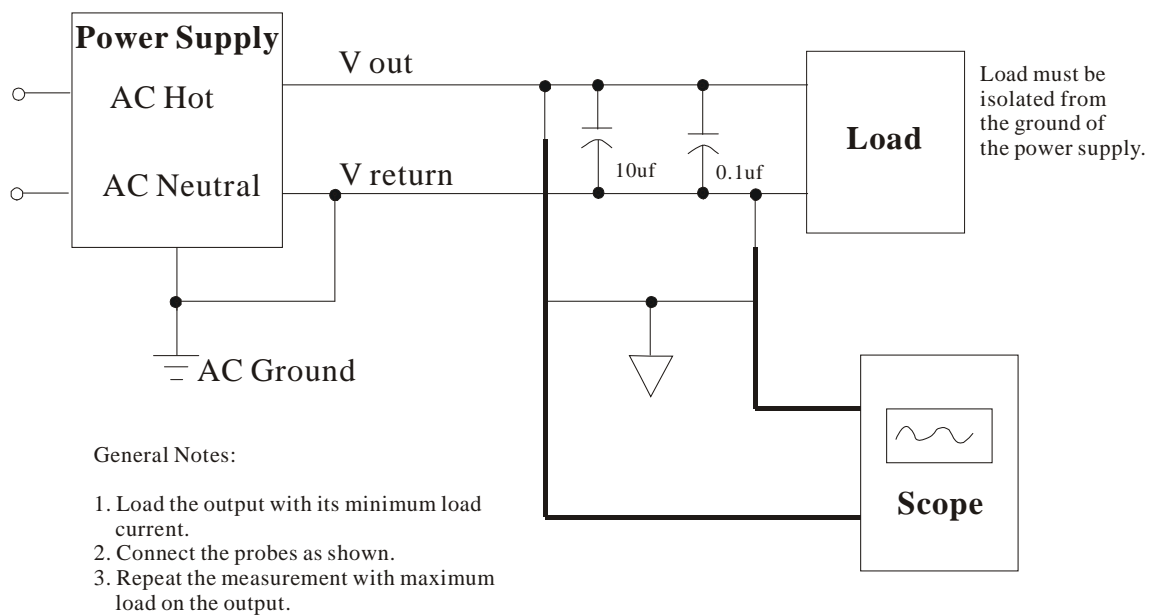 Power Supply
V out
AC Hot
Load must be
isolated from
the ground of
the power supply.
Load
10uf
0.1uf
AC Neutral
V return
AC Ground
General Notes:
1. Load the output with its minimum load
current.
2. Connect the probes as shown.
3. Repeat the measurement with maximum
load on the output.
Scope